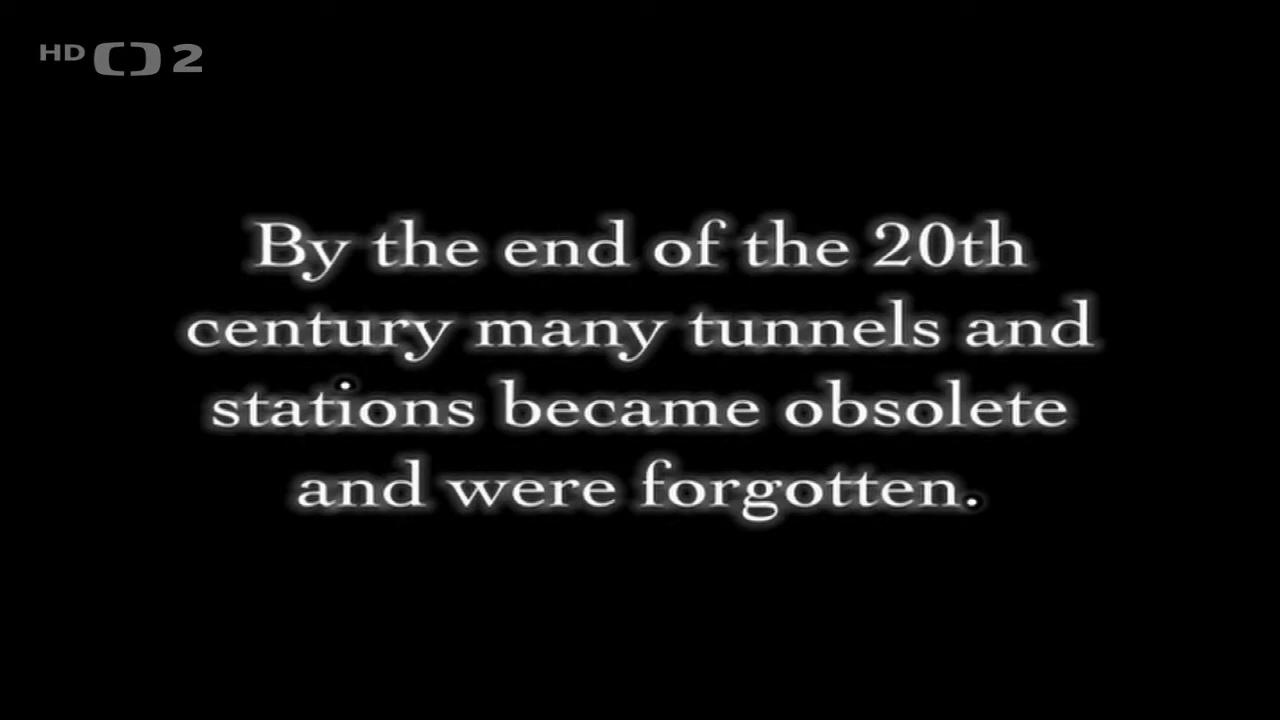 HD 2
By the end of the 20th
century many tunnels and
stations became obsolete
and were forgotten.